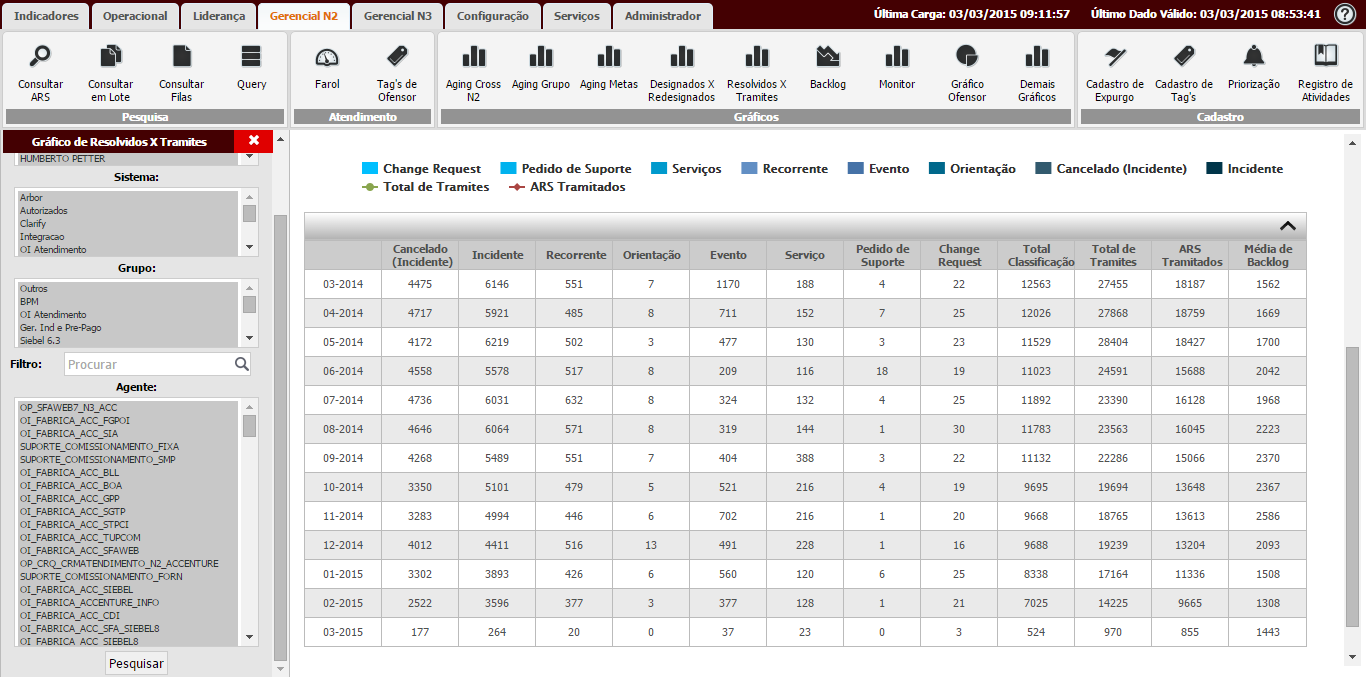 Indicadores Operacional Liderança Gerencial N2 Gerencial N3 Configuração Serviços Administrador Última Carga: 03/03/2015 09:11:57 Último Dado Válido: 03/03/2015 08:53:41 ?
Consultar ARS
Consultar em Lote
Consultar Filas
Query
Pesquisa
Farol
Tag's de Ofensor
Atendimento
Aging Cross N2
Aging Grupo
Aging Metas
Designados X Redesignados
Resolvidos X Tramites
Backlog
Monitor
Gráfico Ofensor
Demais Gráficos
Gráficos
Cadastro de Expurgo
Cadastro de Tag's
Priorização
Registro de Atividades
Cadastro
Gráfico de Resolvidos X Tramites
HUMBERTO PETTER
Sistema:
Arbor
Autorizados
Clarify
Integracao
OI Atendimento
Grupo:
Outros
BPM
OI Atendimento
Ger. Ind e Pre-Pago
Siebel 6.3
Filtro: Procurar
Agente:
OP_SFAWEB7_N3_ACC
OI_FABRICA_ACC_FGPOI
OI_FABRICA_ACC_SIA
SUPORTE_COMISSIONAMENTO_FIXA
SUPORTE_COMISSIONAMENTO_SMP
OI_FABRICA_ACC_BLL
OI_FABRICA_ACC_BOA
OI_FABRICA_ACC_GPP
OI_FABRICA_ACC_SGTP
OI_FABRICA_ACC_STPCI
OI_FABRICA_ACC_TUPCOM
OI_FABRICA_ACC_SFAWEB
OP_CRQ_CRMATENDIMENTO_N2_ACCENTURE
SUPORTE_COMISSIONAMENTO_FORN
OI_FABRICA_ACC_SIEBEL
OI_FABRICA_ACCENTURE_INFO
OI_FABRICA_ACC_CDI
OI_FABRICA_ACC_SFA_SIEBEL8
OI_FABRICA_ACC_SIEBEL8
Pesquisar
Change Request Pedido de Suporte Serviços Recorrente Evento Orientação Cancelado (Incidente) Incidente
Total de Tramites ARS Tramitados
Cancelado (Incidente) Incidente Recorrente Orientação Evento Serviço Pedido de Suporte Change Request Total Classificação Total de Tramites ARS Tramitados Média de Backlog
03-2014 4475 6146 551 7 1170 188 4 22 12563 27455 18187 1562
04-2014 4717 5921 485 8 711 152 7 25 12026 27868 18759 1669
05-2014 4172 6219 502 3 477 130 3 23 11529 28404 18427 1700
06-2014 4558 5578 517 8 209 116 18 19 11023 24591 15688 2042
07-2014 4736 6031 632 8 324 132 4 25 11892 23390 16128 1968
08-2014 4646 6064 571 8 319 144 1 30 11783 23563 16045 2223
09-2014 4268 5489 551 7 404 388 3 22 11132 22286 15066 2370
10-2014 3350 5101 479 5 521 216 4 19 9695 19694 13648 2367
11-2014 3283 4994 446 6 702 216 1 20 9668 18765 13613 2586
12-2014 4012 4411 516 13 491 228 1 16 9688 19239 13204 2093
01-2015 3302 3893 426 6 560 120 6 25 8338 17164 11336 1508
02-2015 2522 3596 377 3 377 128 1 21 7025 14225 9665 1308
03-2015 177 264 20 0 37 23 0 3 524 970 855 1443